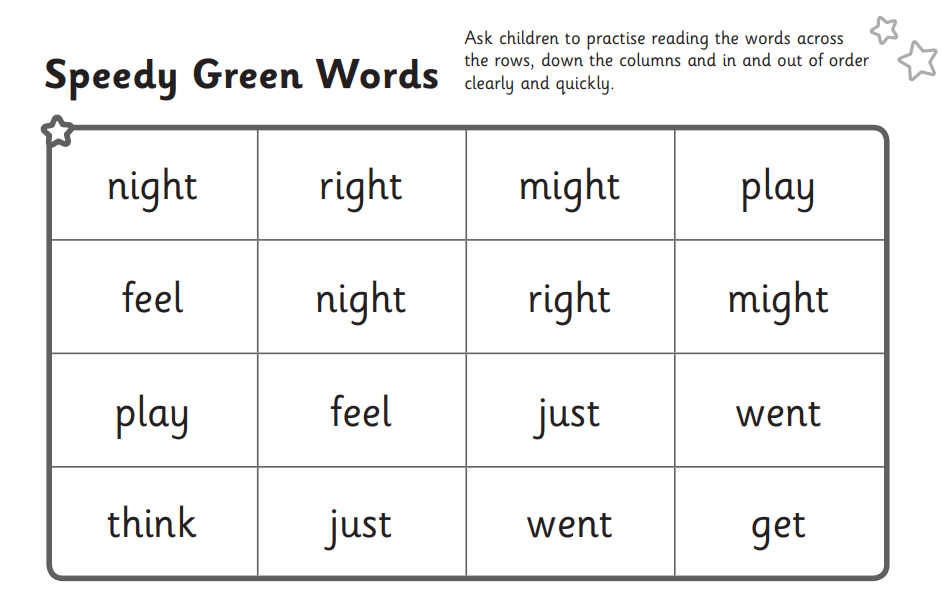 Speedy Green Words
Ask children to practise reading the words across
the rows, down the columns and in and out of order
clearly and quickly.
night right might play
feel night right might
play feel just went
think just went get